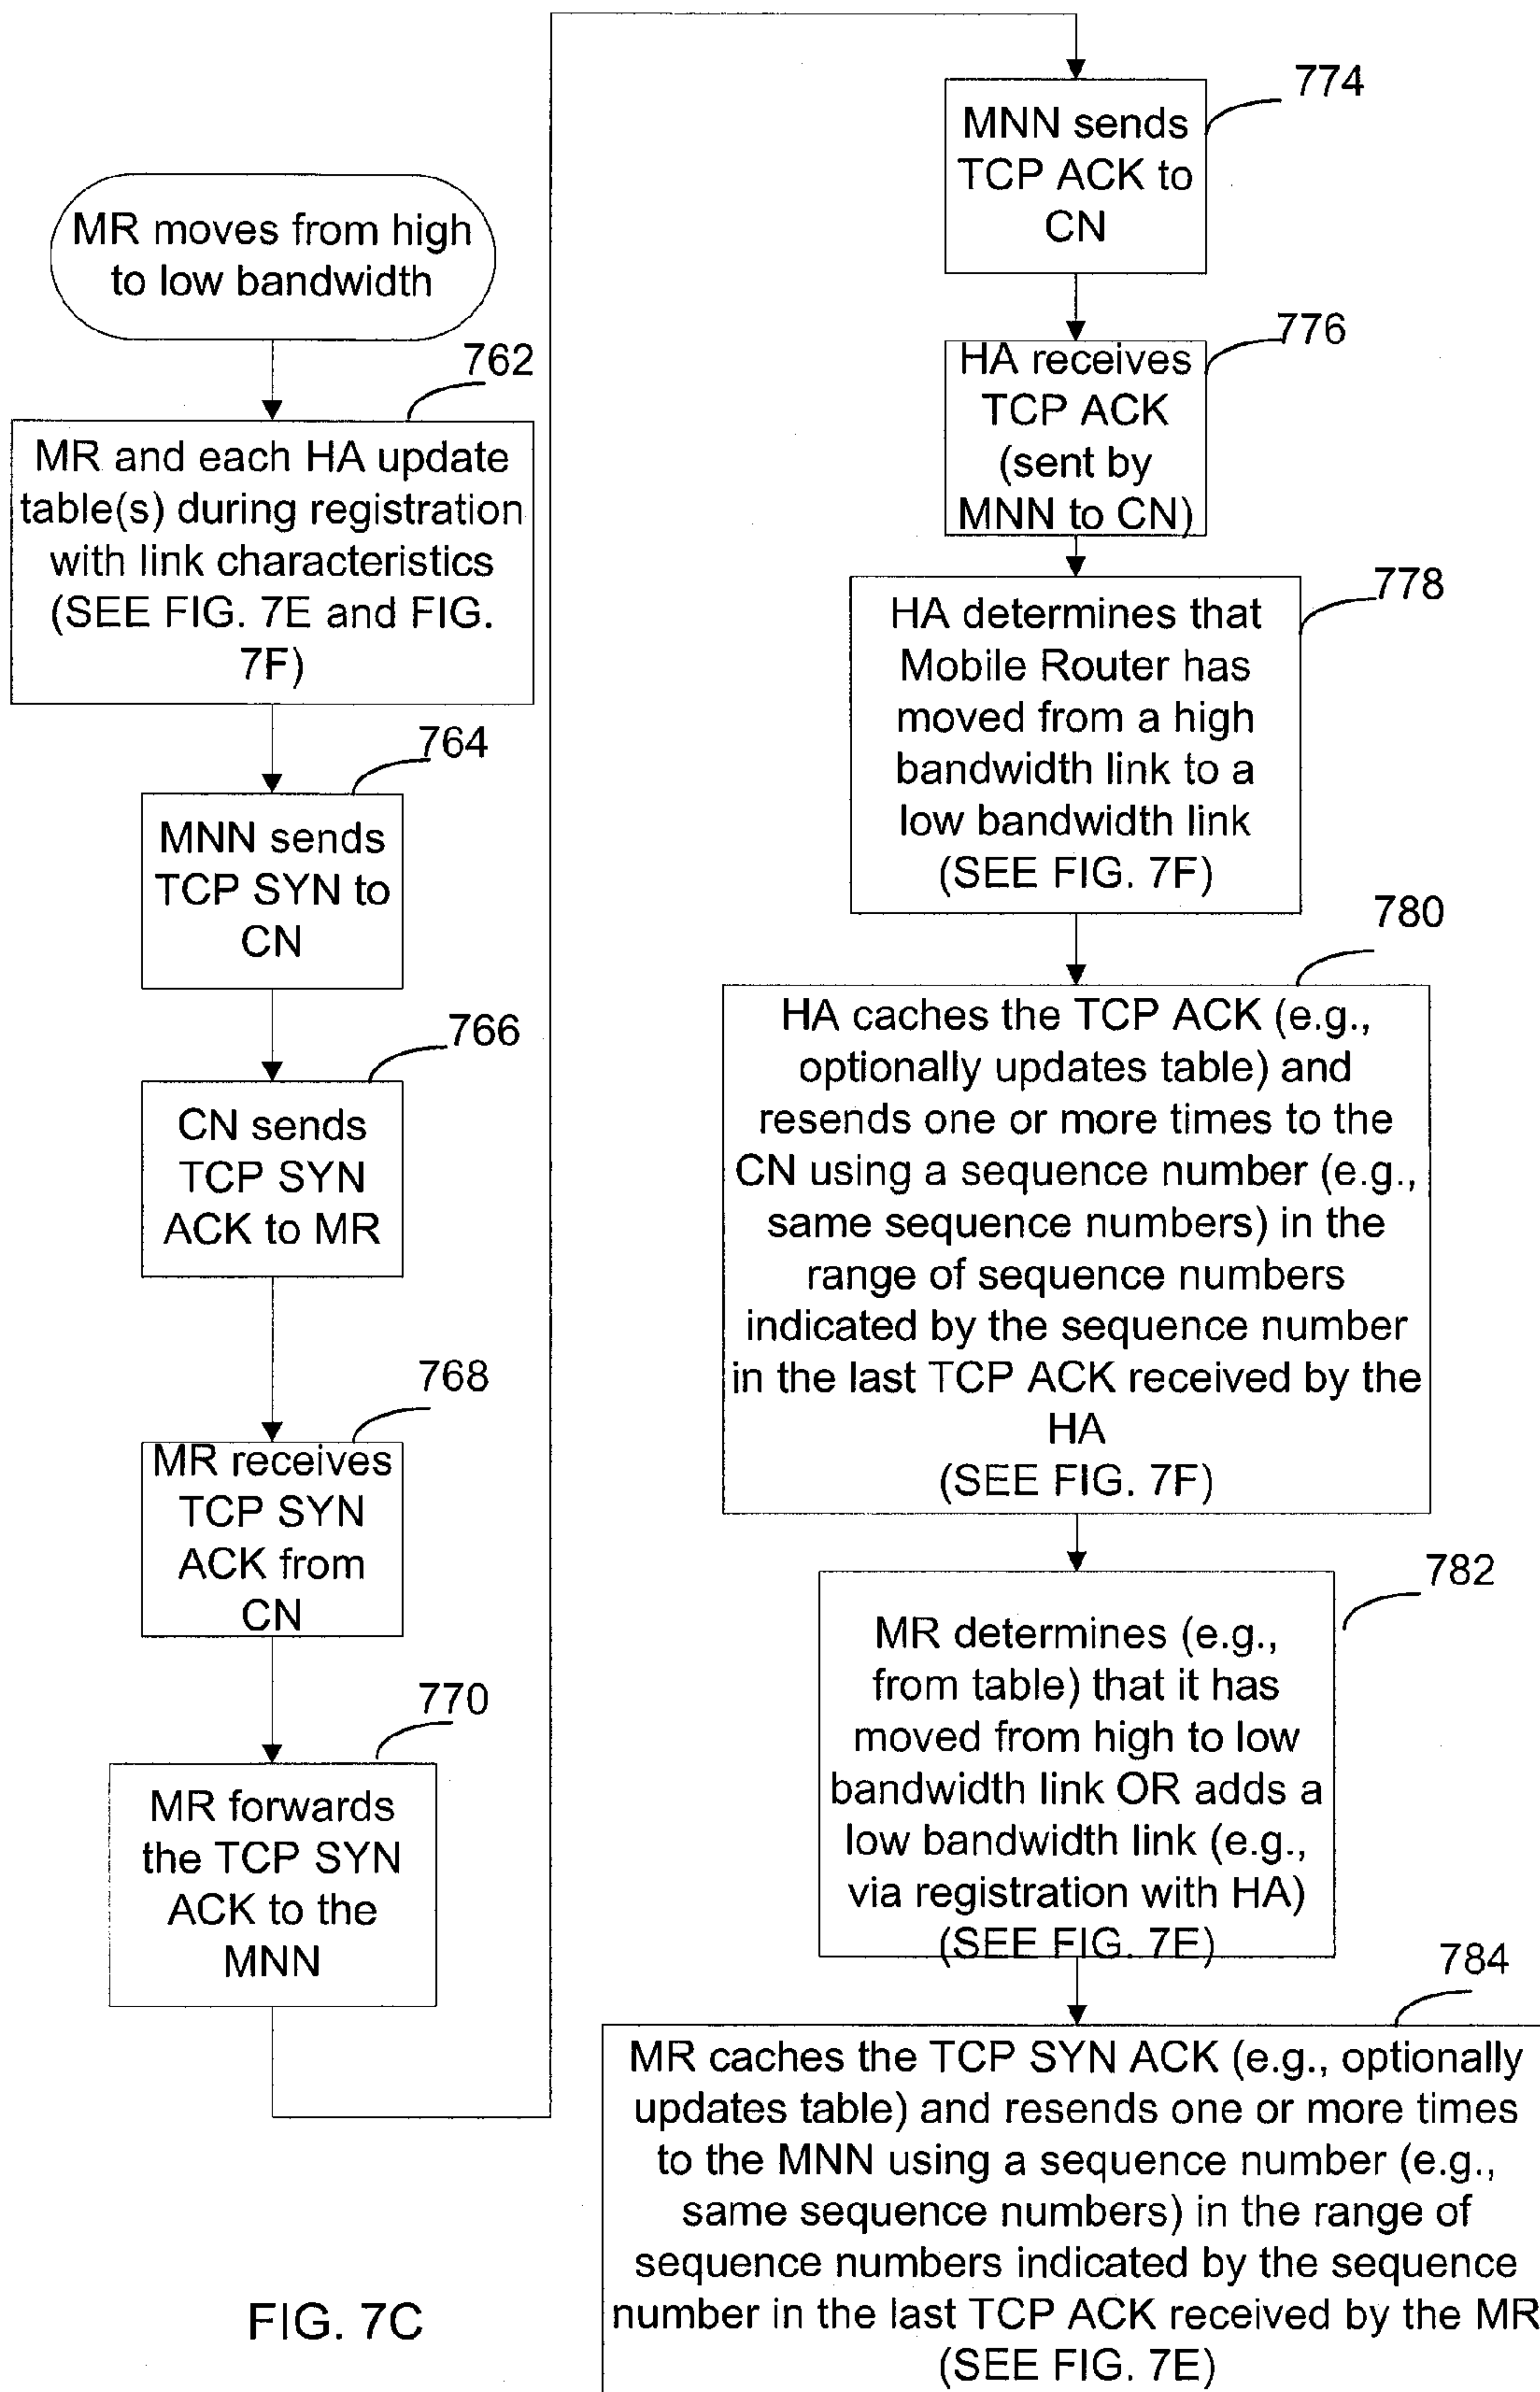 MR moves from high
to low bandwidth
762
MR and each HA update
table(s) during registration
with link characteristics
(SEE FIG. 7E and FIG.
7F)
764
MNN sends
TCP SYN to
CN
766
CN sends
TCP SYN
ACK to MR
768
MR receives
TCP SYN
ACK from
CN
770
MR forwards
the TCP SYN
ACK to the
MNN
774
MNN sends
TCP ACK to
CN
776
HA receives
TCP ACK
(sent by
MNN to CN)
778
HA determines that
Mobile Router has
moved from a high
bandwidth link to a
low bandwidth link
(SEE FIG. 7F)
780
HA caches the TCP ACK (e.g.,
optionally updates table) and
resends one or more times to the
CN using a sequence number (e.g.,
same sequence numbers) in the
range of sequence numbers
indicated by the sequence number
in the last TCP ACK received by the
HA
(SEE FIG. 7F)
782
MR determines (e.g.,
from table) that it has
moved from high to low
bandwidth link OR adds a
low bandwidth link (e.g.,
via registration with HA)
(SEE FIG. 7E)
784
MR caches the TCP SYN ACK (e.g., optionally
updates table) and resends one or more times
to the MNN using a sequence number (e.g.,
same sequence numbers) in the range of
sequence numbers indicated by the sequence
number in the last TCP ACK received by the MR
(SEE FIG. 7E)
FIG. 7C